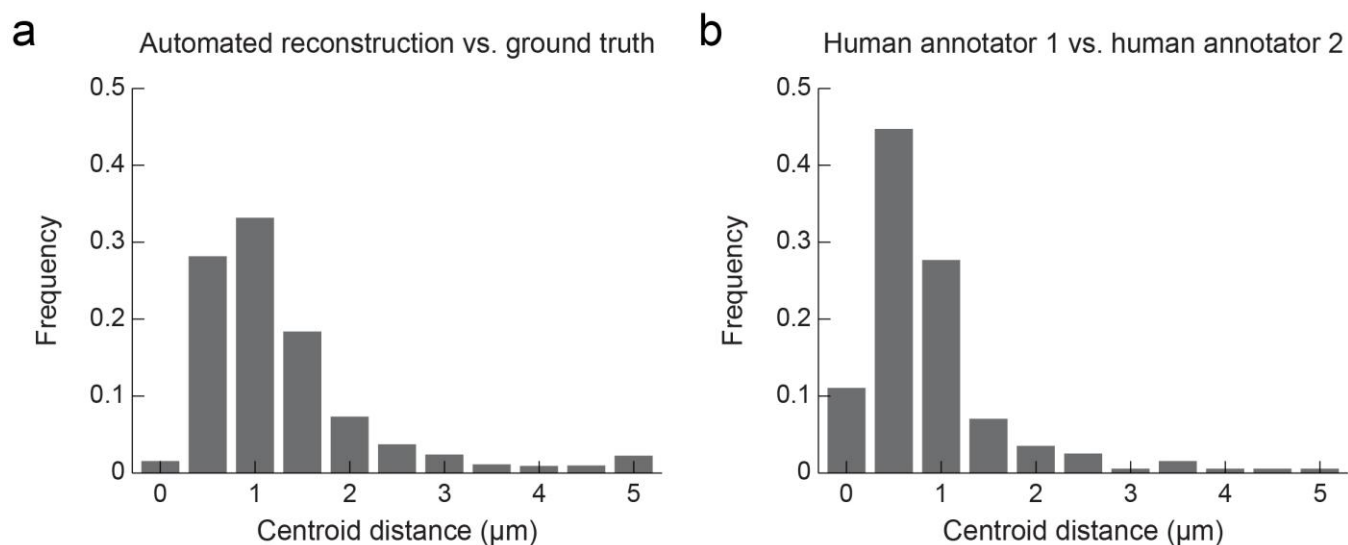 a
Automated reconstruction vs. ground truth
0.5
0.4
0.3
0.2
0.1
0
Frequency
0 1 2 3 4 5
Centroid distance (µm)
b
Human annotator 1 vs. human annotator 2
0.5
0.4
0.3
0.2
0.1
0
Frequency
0 1 2 3 4 5
Centroid distance (µm)